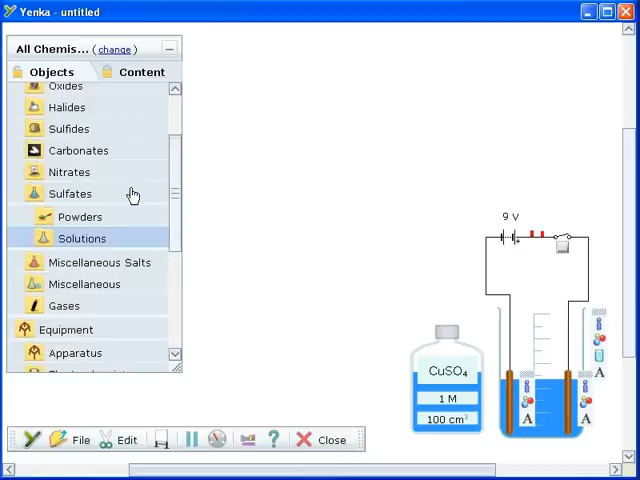 Yenka - untitled
All Chemis... ( change )
Objects Content
Oxides
Halides
Sulfides
Carbonates
Nitrates
Sulfates
Powders
Solutions
Miscellaneous Salts
Miscellaneous
Gases
Equipment
Apparatus
9 V
+
CuSO₄
1 M
100 cm³
A
A
A
File Edit ? Close